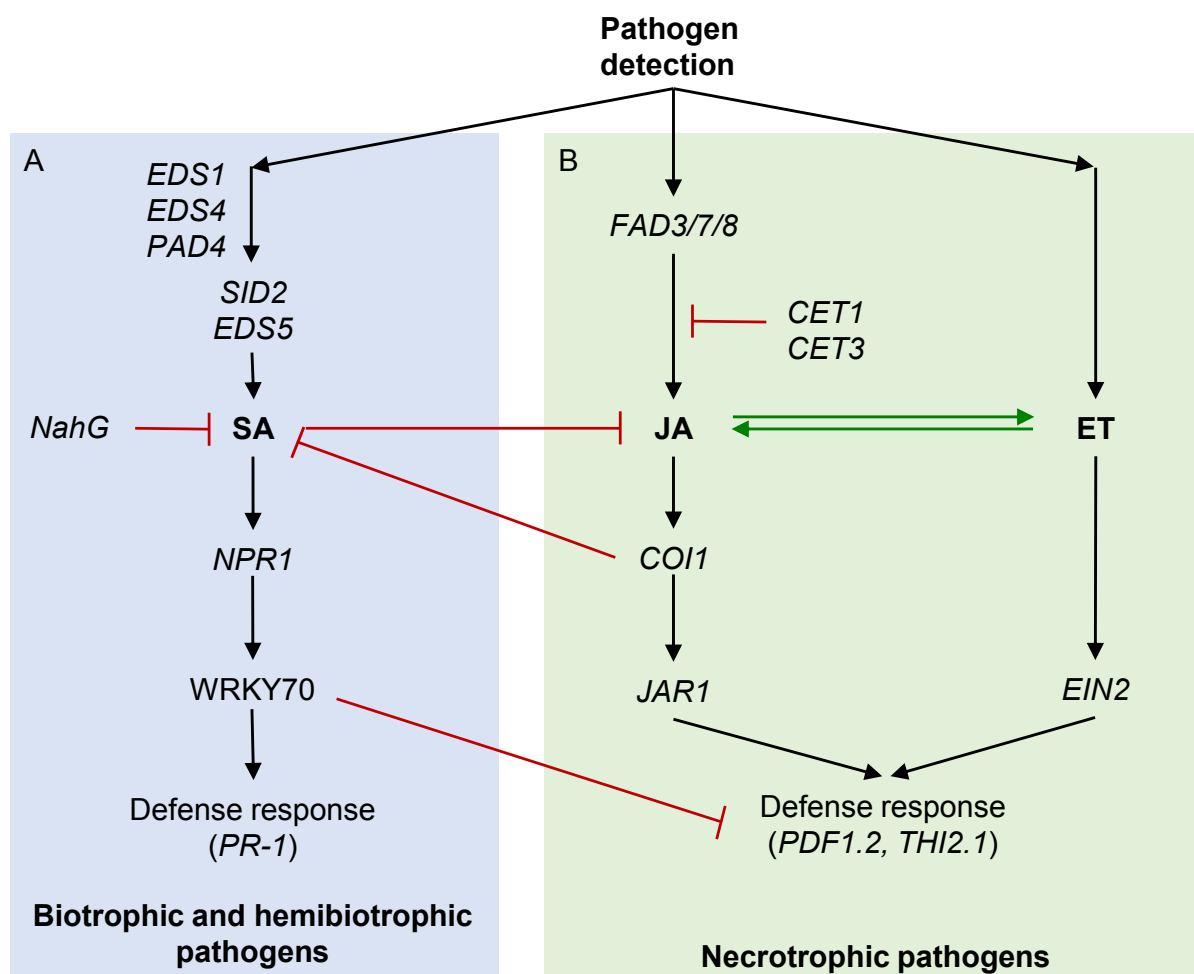 Pathogen
detection
A
EDS1
EDS4
PAD4
SID2
EDS5
NahG
SA
NPR1
WRKY70
Defense response
(PR-1)
Biotrophic and hemibiotrophic
pathogens
B
FAD3/7/8
CET1
CET3
JA
ET
COI1
JAR1
EIN2
Defense response
(PDF1.2, THI2.1)
Necrotrophic pathogens